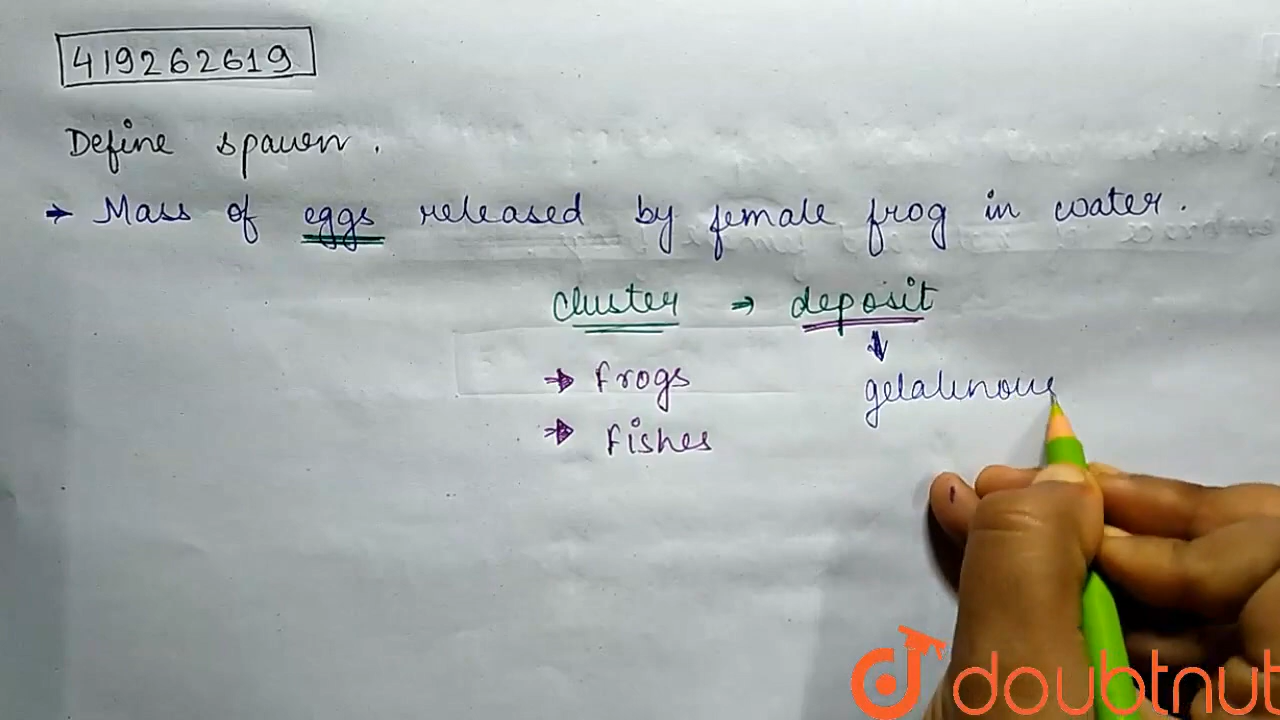 419262619
Define spawn.
→ Mass of eggs released by female frog in water.
cluster → deposit
→ Frogs
gelatinous
→ Fishes
doubtnut